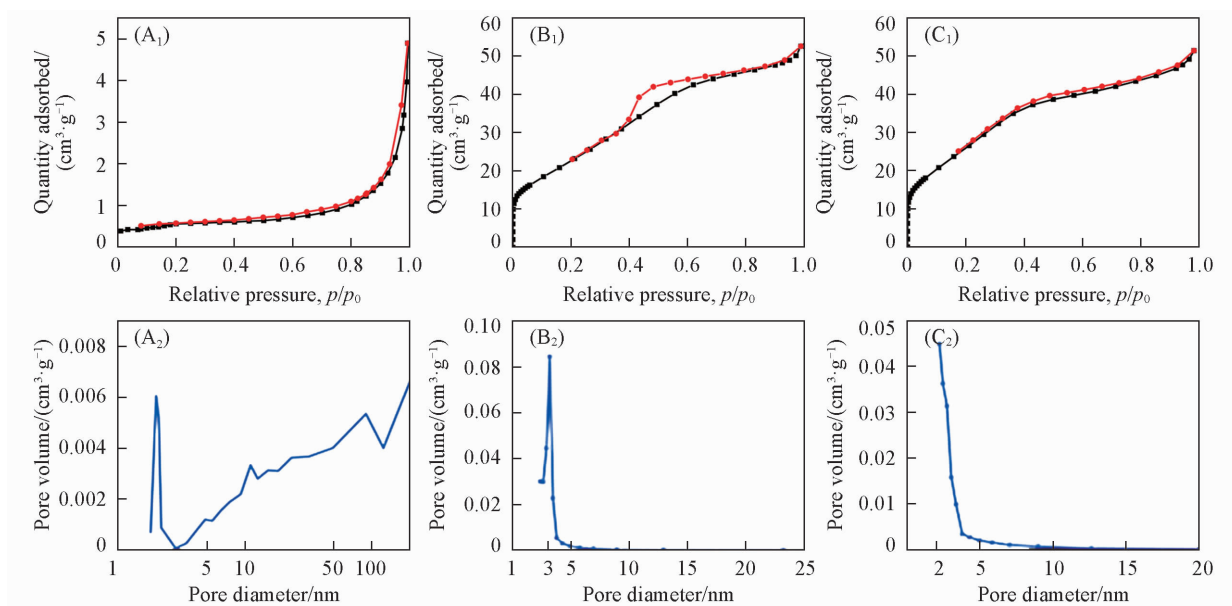 (A₁)
Quantity adsorbed/
(cm³·g⁻¹)
5
4
3
2
1
0
0 0.2 0.4 0.6 0.8 1.0
Relative pressure, p/p₀
(B₁)
Quantity adsorbed/
(cm³·g⁻¹)
60
50
40
30
20
10
0
0 0.2 0.4 0.6 0.8 1.0
Relative pressure, p/p₀
(C₁)
Quantity adsorbed/
(cm³·g⁻¹)
60
50
40
30
20
10
0
0 0.2 0.4 0.6 0.8 1.0
Relative pressure, p/p₀
(A₂)
Pore volume/(cm³·g⁻¹)
0.008
0.006
0.004
0.002
0
1 5 10 50 100
Pore diameter/nm
(B₂)
Pore volume/(cm³·g⁻¹)
0.10
0.08
0.06
0.04
0.02
0
1 3 5 10 15 20 25
Pore diameter/nm
(C₂)
Pore volume/(cm³·g⁻¹)
0.05
0.04
0.03
0.02
0.01
0
2 5 10 15 20
Pore diameter/nm